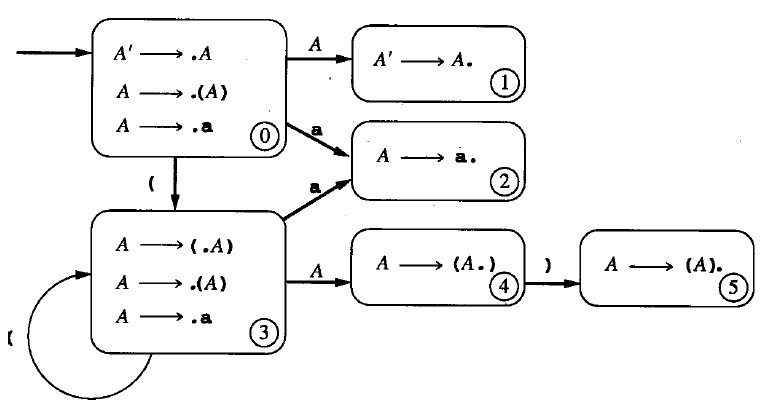 A' ⟶ .A
A ⟶ .(A)
A ⟶ .a
0
A
A' ⟶ A.
1
a
A ⟶ a.
2
(
a
A ⟶ (.A)
A ⟶ .(A)
A ⟶ .a
3
(
A
A ⟶ (A.)
4
)
A ⟶ (A).
5